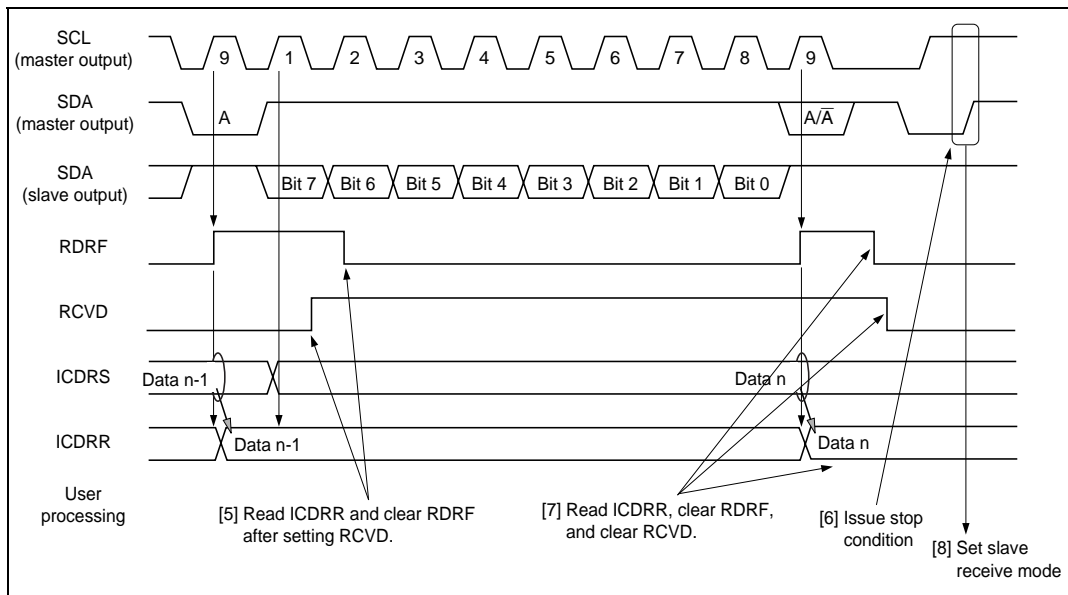 SCL
(master output)
9 1 2 3 4 5 6 7 8 9
SDA
(master output)
A A/A̅
SDA
(slave output)
Bit 7 Bit 6 Bit 5 Bit 4 Bit 3 Bit 2 Bit 1 Bit 0
RDRF
RCVD
ICDRS
Data n-1 Data n
ICDRR
Data n-1 Data n
User
processing
[5] Read ICDRR and clear RDRF
after setting RCVD.
[7] Read ICDRR, clear RDRF,
and clear RCVD.
[6] Issue stop
condition
[8] Set slave
receive mode